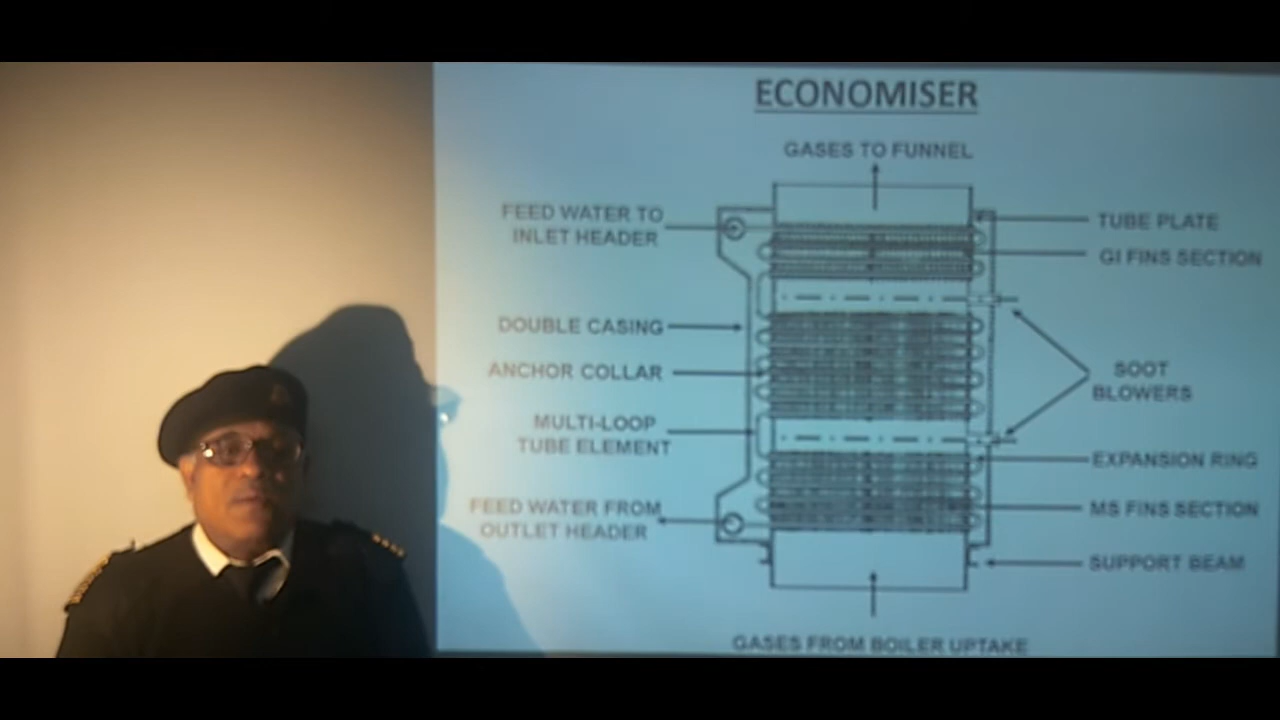 ECONOMISER
GASES TO FUNNEL
FEED WATER TO
INLET HEADER
DOUBLE CASING
ANCHOR COLLAR
MULTI-LOOP
TUBE ELEMENT
FEED WATER FROM
OUTLET HEADER
TUBE PLATE
GI FINS SECTION
SOOT
BLOWERS
EXPANSION RING
MS FINS SECTION
SUPPORT BEAM
GASES FROM BOILER UPTAKE